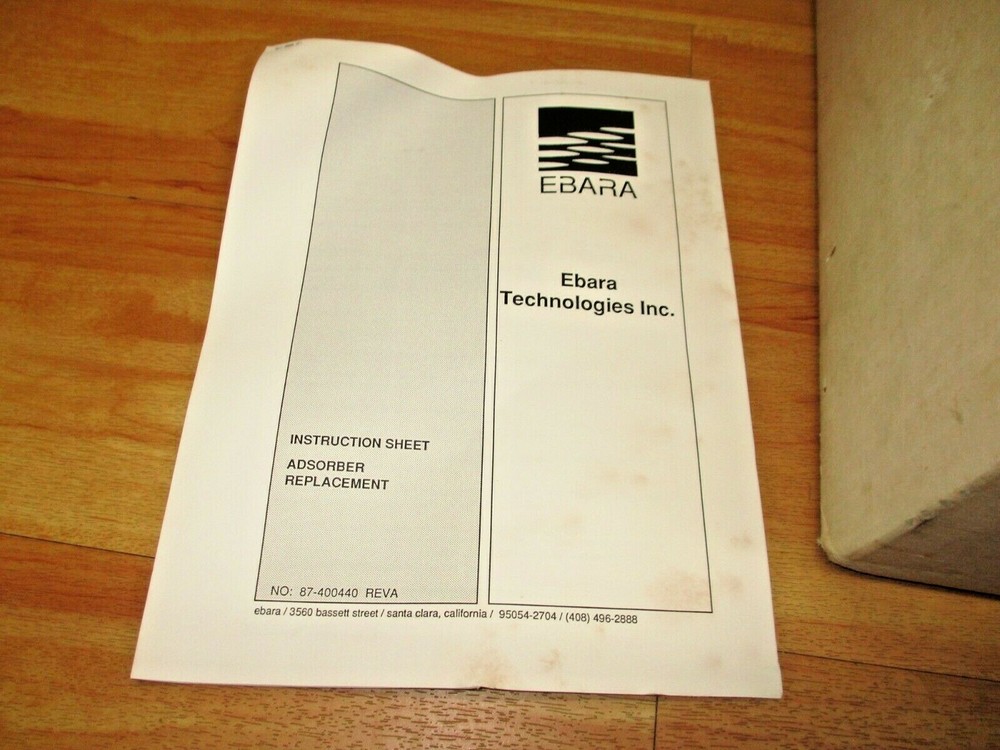 EBARA
Ebara
Technologies Inc.
INSTRUCTION SHEET
ADSORBER
REPLACEMENT
NO: 87-400440 REVA
ebara / 3560 bassett street / santa clara, california / 95054-2704 / (408) 496-2888